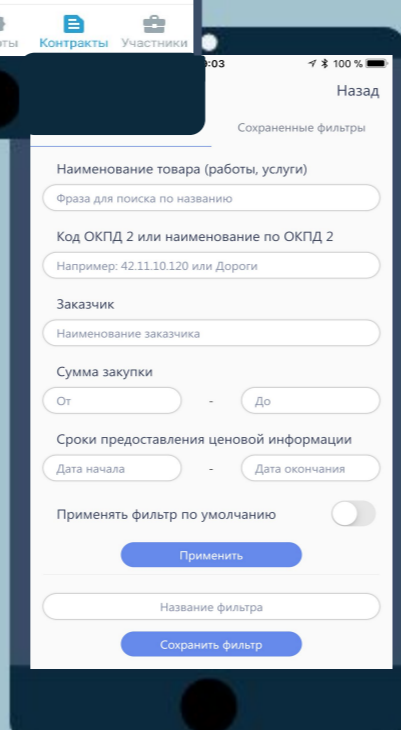 Контракты Участники
:03 100 %
Назад
Сохраненные фильтры
Наименование товара (работы, услуги)
Фраза для поиска по названию
Код ОКПД 2 или наименование по ОКПД 2
Например: 42.11.10.120 или Дороги
Заказчик
Наименование заказчика
Сумма закупки
От - До
Сроки предоставления ценовой информации
Дата начала - Дата окончания
Применять фильтр по умолчанию
Применить
Название фильтра
Сохранить фильтр